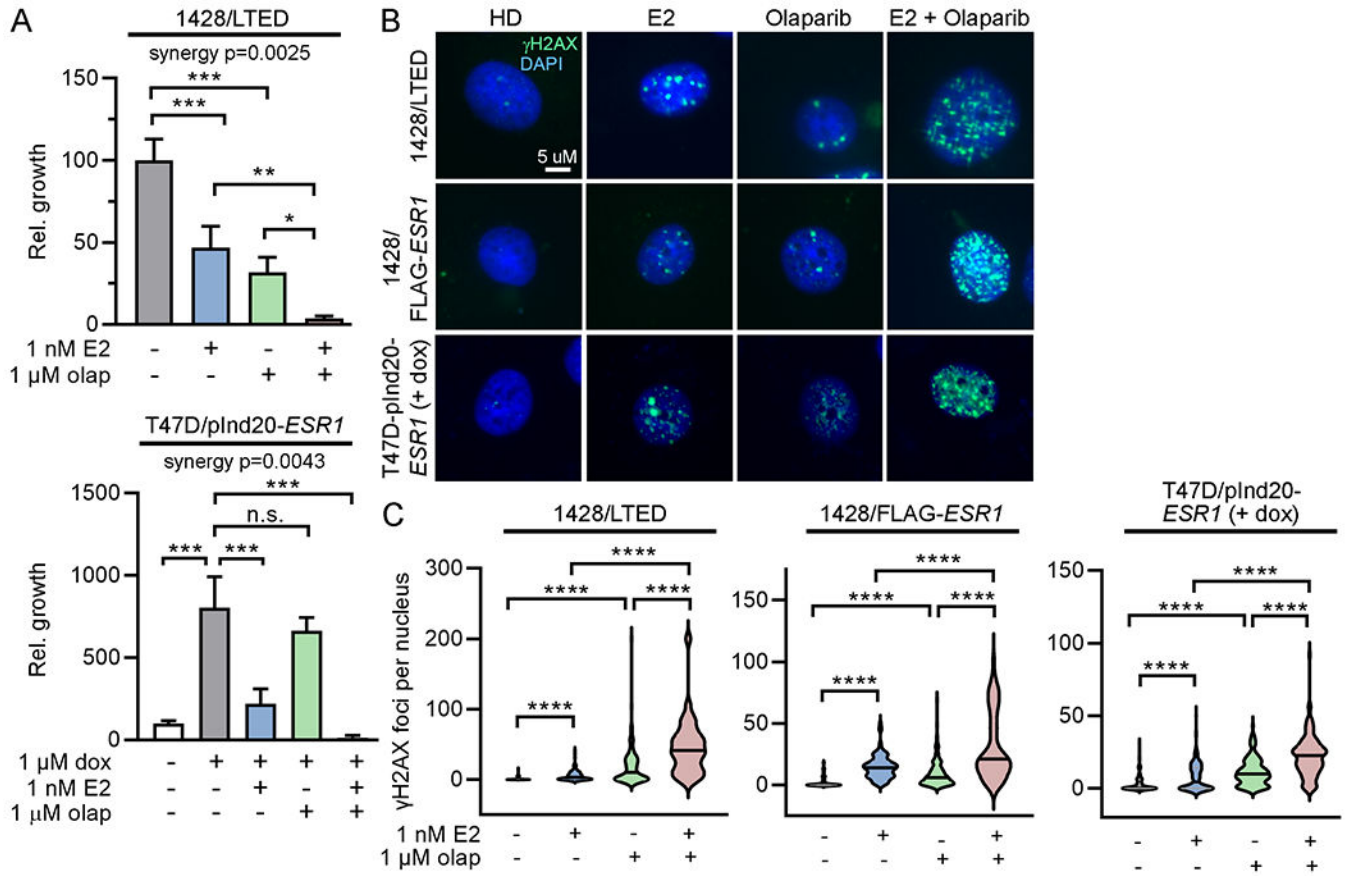 A
1428/LTED
synergy p=0.0025
Rel. growth
150
100
50
0
***
***
**
*
1 nM E2 - + - +
1 µM olap - - + +
T47D/pInd20-ESR1
synergy p=0.0043
Rel. growth
1500
1000
500
0
***
n.s.
*** ***
1 µM dox - + + + +
1 nM E2 - - + - +
1 µM olap - - - + +
B
HD E2 Olaparib E2 + Olaparib
γH2AX
DAPI
5 uM
1428/LTED
1428/
FLAG-ESR1
T47D-pInd20-
ESR1 (+ dox)
C
1428/LTED
γH2AX foci per nucleus
300
200
100
0
****
**** ****
****
1 nM E2 - + - +
1 µM olap - - + +
1428/FLAG-ESR1
150
100
50
0
****
**** ****
****
- + - +
- - + +
T47D/pInd20-
ESR1 (+ dox)
150
100
50
0
****
**** ****
****
- + - +
- - + +